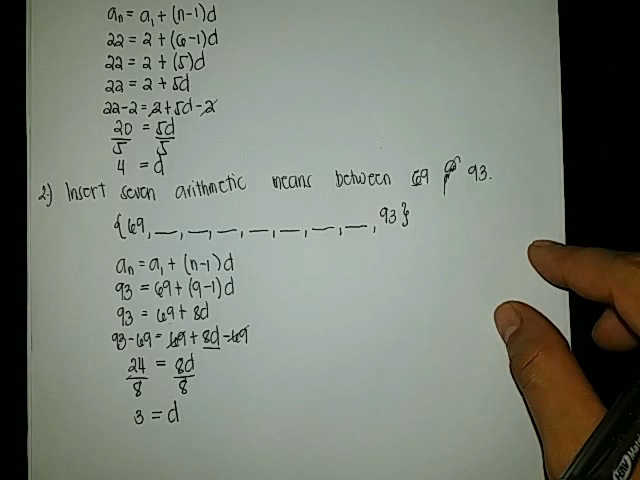 an = a1 + (n-1)d
22 = 2 + (6-1)d
22 = 2 + (5)d
22 = 2 + 5d
22-2 = 2+5d-2
20 = 5d
5 5
4 = d
2) Insert seven arithmetic means between 69 & 93.
{69, __, __, __, __, __, __, __, 93}
an = a1 + (n-1)d
93 = 69 + (9-1)d
93 = 69 + 8d
93-69 = 69 + 8d - 69
24 = 8d
8 8
3 = d